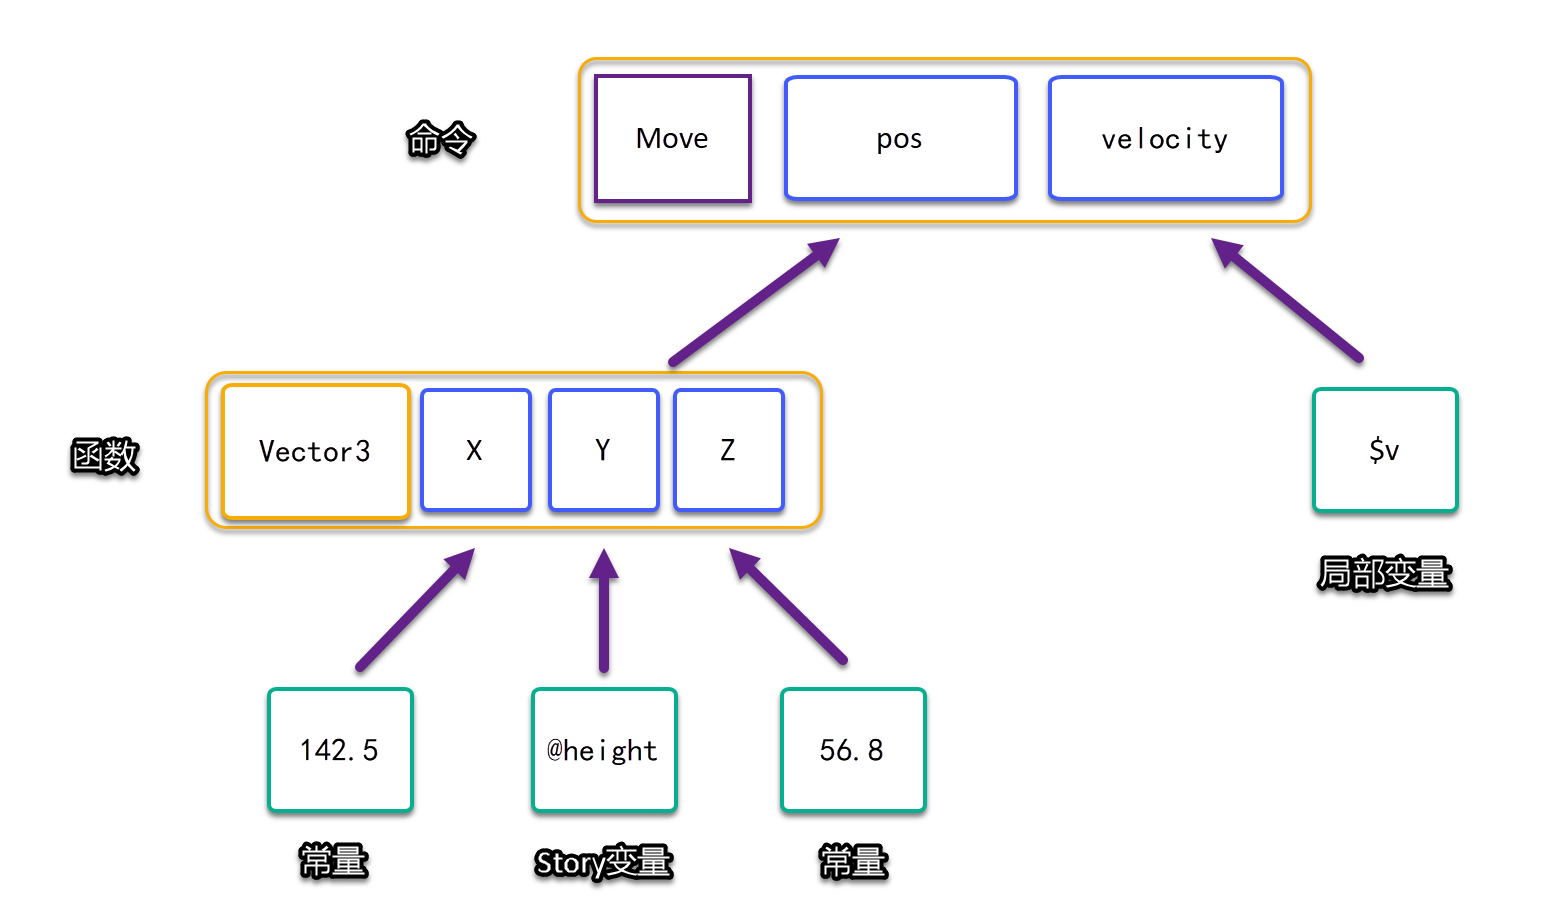 命令
Move
pos
velocity
函数
Vector3
X
Y
Z
$v
局部变量
142.5
@height
56.8
常量
Story变量
常量